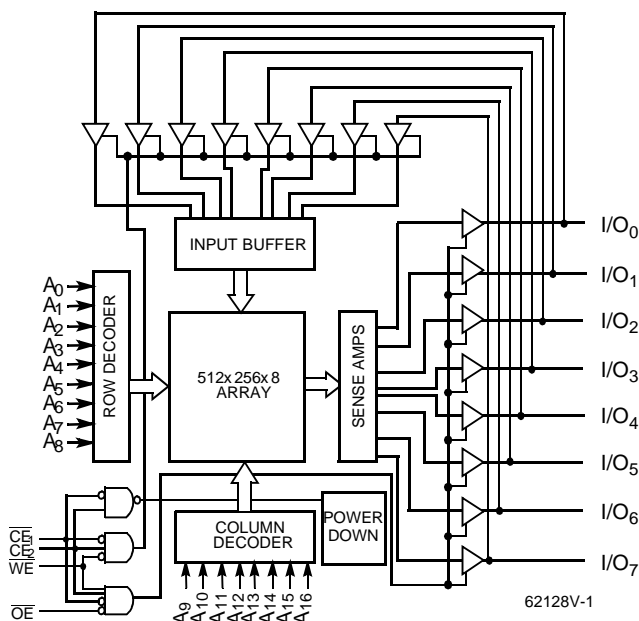 INPUT BUFFER
I/O0
I/O1
I/O2
I/O3
I/O4
I/O5
I/O6
I/O7
A0
A1
A2
A3
A4
A5
A6
A7
A8
ROW DECODER
512x256x8
ARRAY
SENSE AMPS
COLUMN
DECODER
POWER
DOWN
CE1
CE2
WE
OE
A9
A10
A11
A12
A13
A14
A15
A16
62128V-1